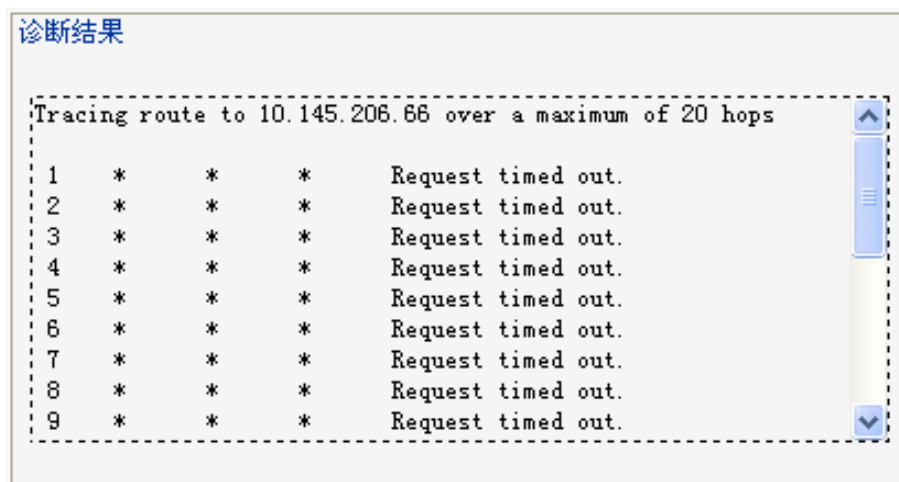 诊断结果
Tracing route to 10.145.206.66 over a maximum of 20 hops
1 * * * Request timed out.
2 * * * Request timed out.
3 * * * Request timed out.
4 * * * Request timed out.
5 * * * Request timed out.
6 * * * Request timed out.
7 * * * Request timed out.
8 * * * Request timed out.
9 * * * Request timed out.